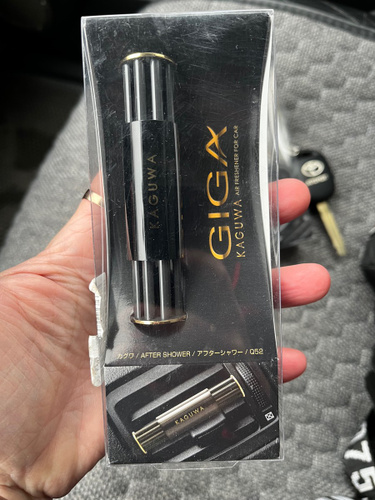 KAGUWA
GIGA
KAGUWA AIR FRESHENER FOR CAR
カグワ / AFTER SHOWER / アフターシャワー / Q52
KAGUWA
75